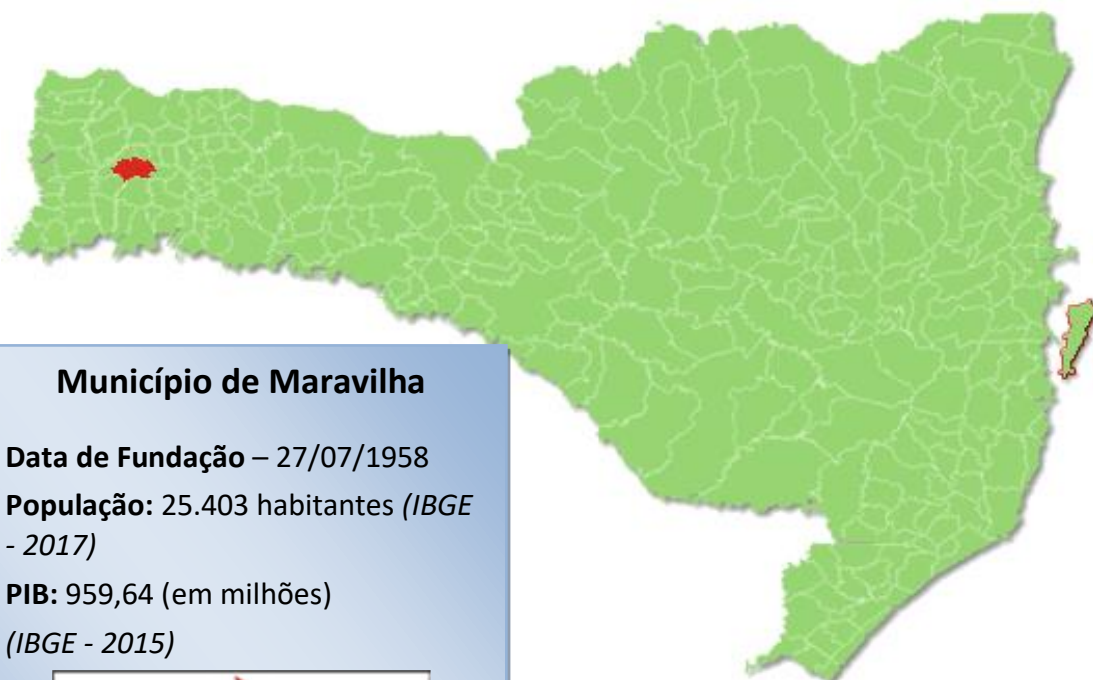 Município de Maravilha
Data de Fundação – 27/07/1958
População: 25.403 habitantes (IBGE
- 2017)
PIB: 959,64 (em milhões)
(IBGE - 2015)